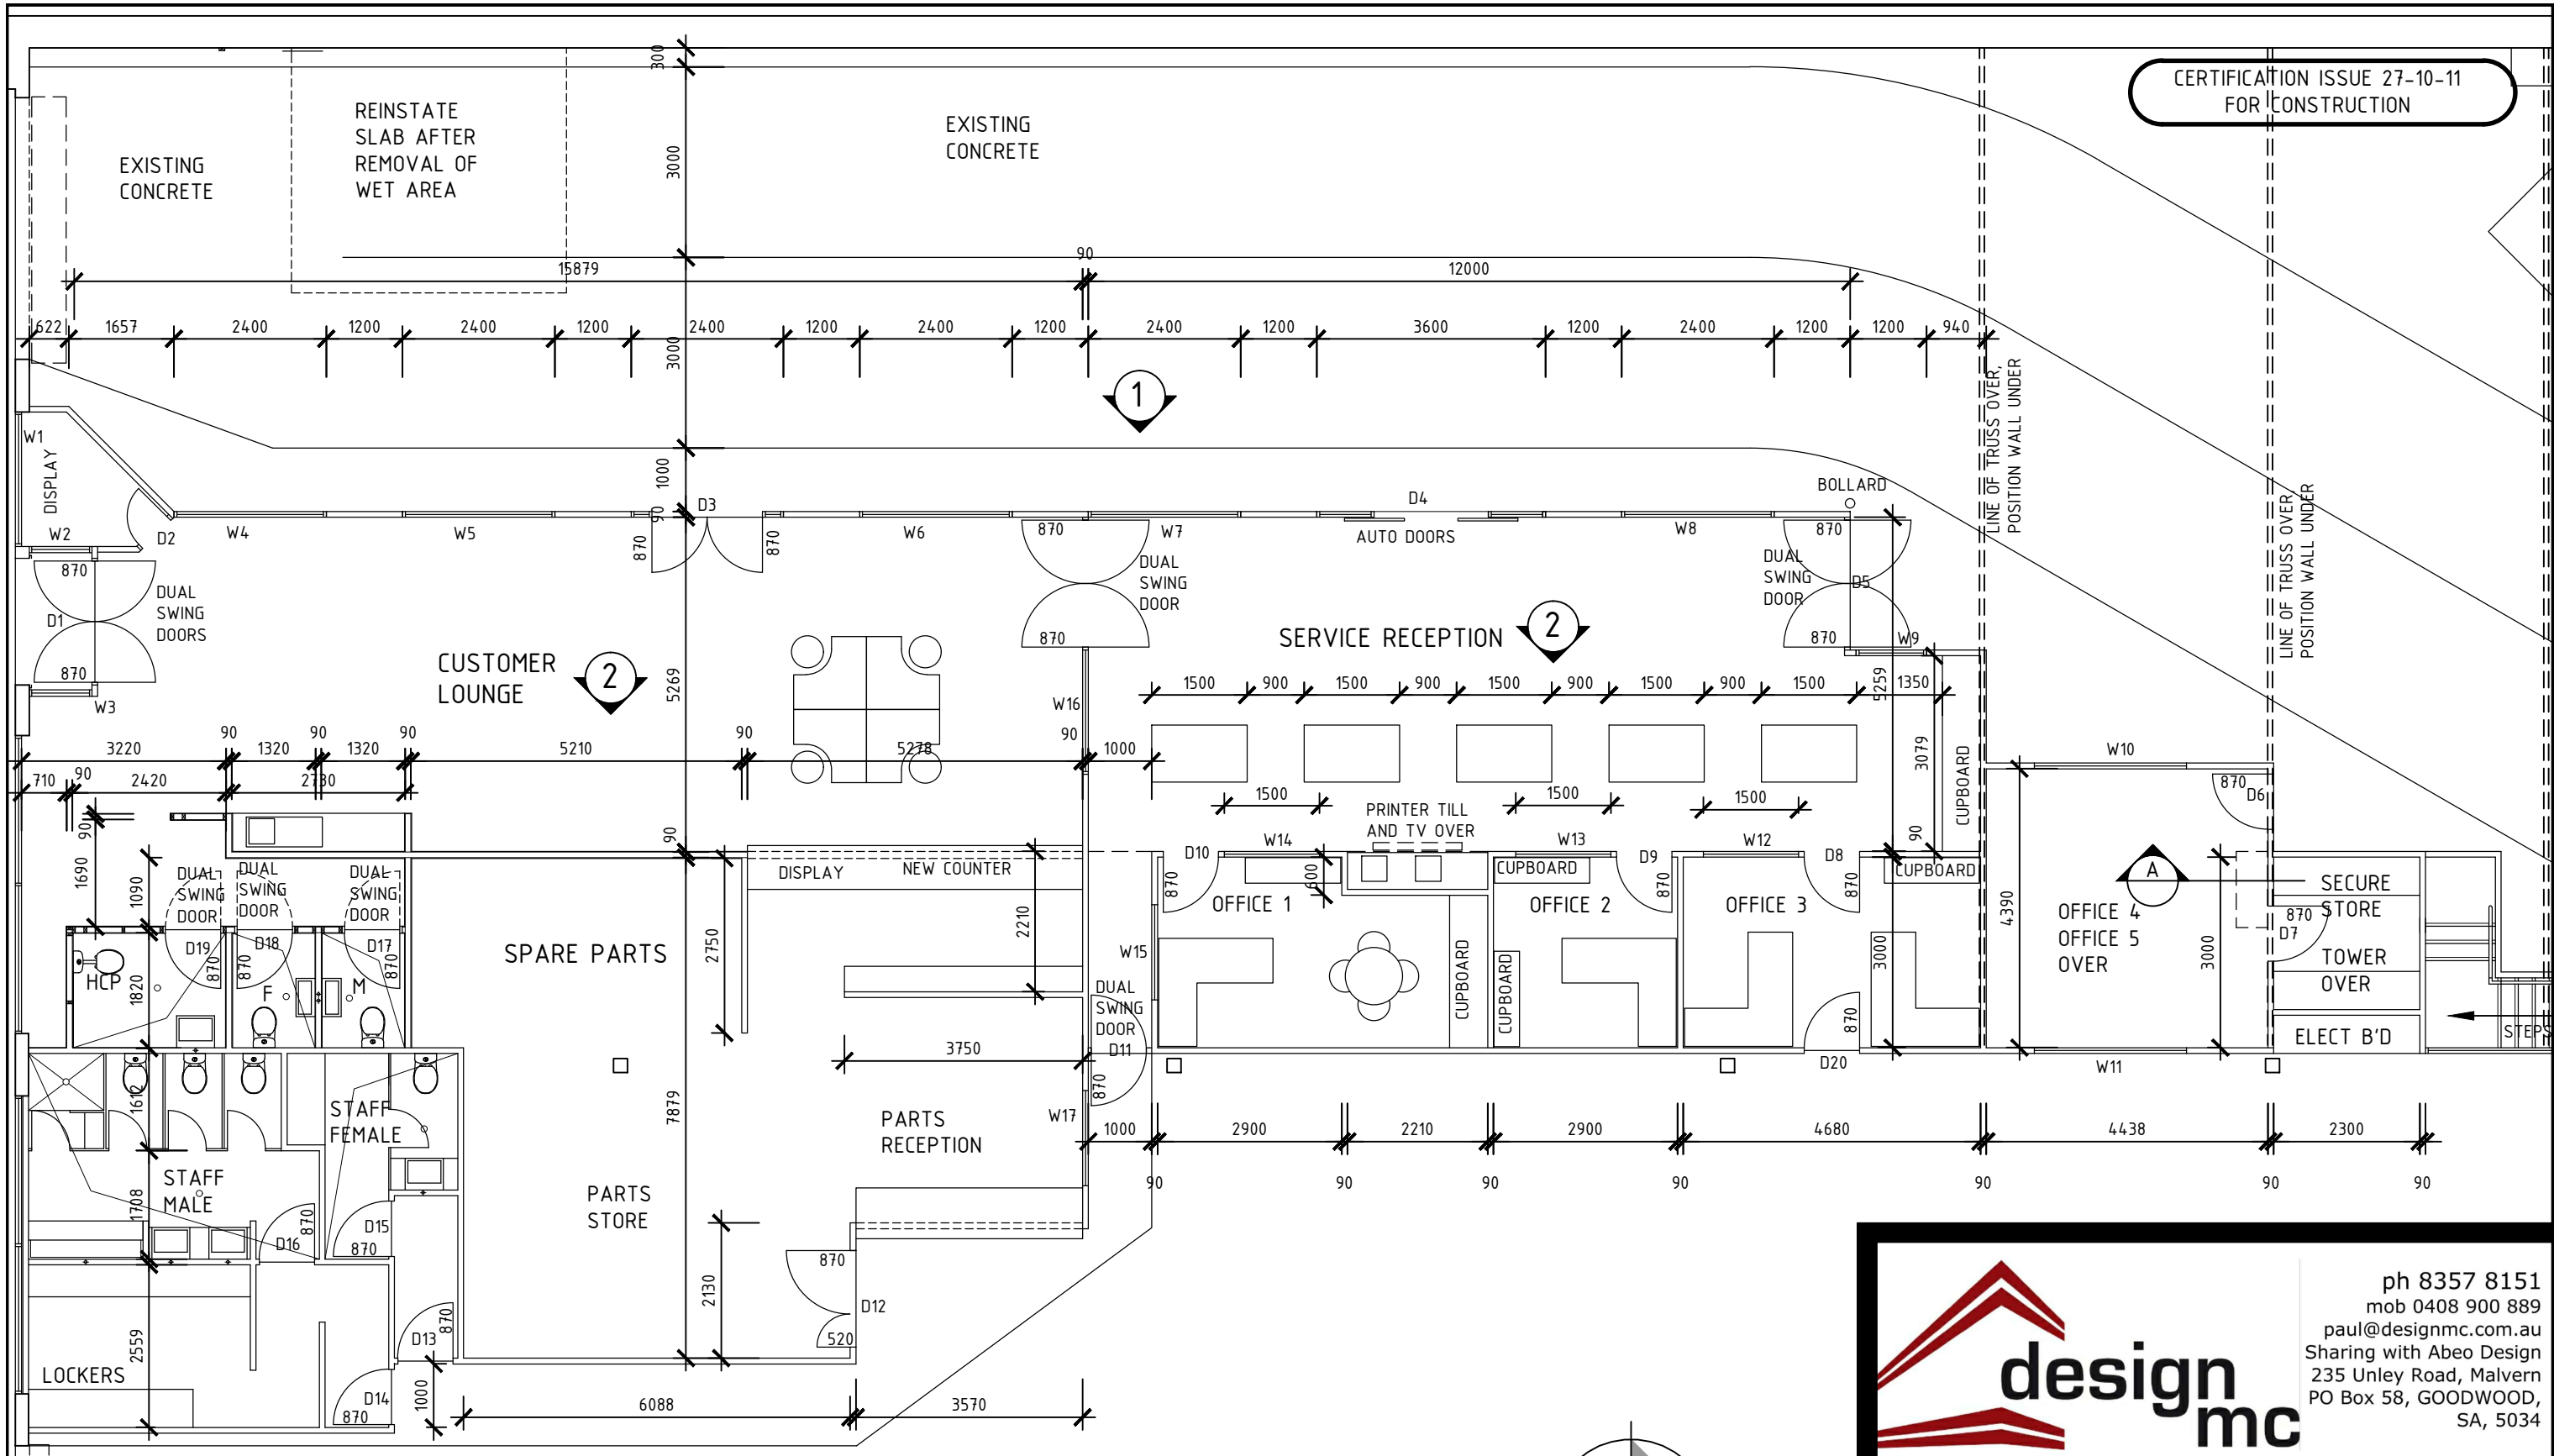 CERTIFICATION ISSUE 27-10-11
FOR CONSTRUCTION
300
REINSTATE
SLAB AFTER
REMOVAL OF
WET AREA
EXISTING
CONCRETE
EXISTING
CONCRETE
3000
15879
90
12000
622
1657
2400
1200
2400
1200
2400
1200
2400
1200
2400
1200
3600
1200
2400
1200
1200
940
3000
LINE OF TRUSS OVER,
POSITION WALL UNDER
LINE OF TRUSS OVER
POSITION WALL UNDER
1
W1
DISPLAY
W2
D2
W4
W5
1000
90
D3
870
870
W6
870
W7
D4
AUTO DOORS
W8
BOLLARD
870
870
D1
870
DUAL
SWING
DOORS
W3
DUAL
SWING
DOOR
870
DUAL
SWING
DOOR
D5
870
W9
CUSTOMER
LOUNGE
2
5269
SERVICE RECEPTION
2
W16
1500
900
1500
900
1500
900
1500
900
1500
5259
1350
3220
90
1320
90
1320
90
5210
90
5278
90
1000
3079
CUPBOARD
W10
710
90
2420
2730
1500
1500
1500
870
D6
90
1690
1090
90
PRINTER TILL
AND TV OVER
W14
W13
W12
90
DUAL
SWING
DOOR
DUAL
SWING
DOOR
DUAL
SWING
DOOR
DISPLAY
NEW COUNTER
D10
870
600
CUPBOARD
D9
870
D8
870
CUPBOARD
A
OFFICE 1
OFFICE 2
OFFICE 3
4390
OFFICE 4
OFFICE 5
OVER
3000
SECURE
STORE
870
D7
TOWER
OVER
HCP
D19
870
D18
870
D17
870
F
M
1820
SPARE PARTS
2750
2210
W15
CUPBOARD
CUPBOARD
3000
DUAL
SWING
DOOR
D11
870
870
D20
W11
ELECT B'D
STEPS
3750
1612
STAFF
FEMALE
7879
PARTS
RECEPTION
W17
1000
2900
2210
2900
4680
4438
2300
90
90
90
90
90
90
90
STAFF
MALE
1708
870
D16
D15
870
PARTS
STORE
2130
870
D12
520
2559
LOCKERS
D13
870
D14
870
1000
6088
3570
design
mc
ph 8357 8151
mob 0408 900 889
paul@designmc.com.au
Sharing with Abeo Design
235 Unley Road, Malvern
PO Box 58, GOODWOOD,
SA, 5034